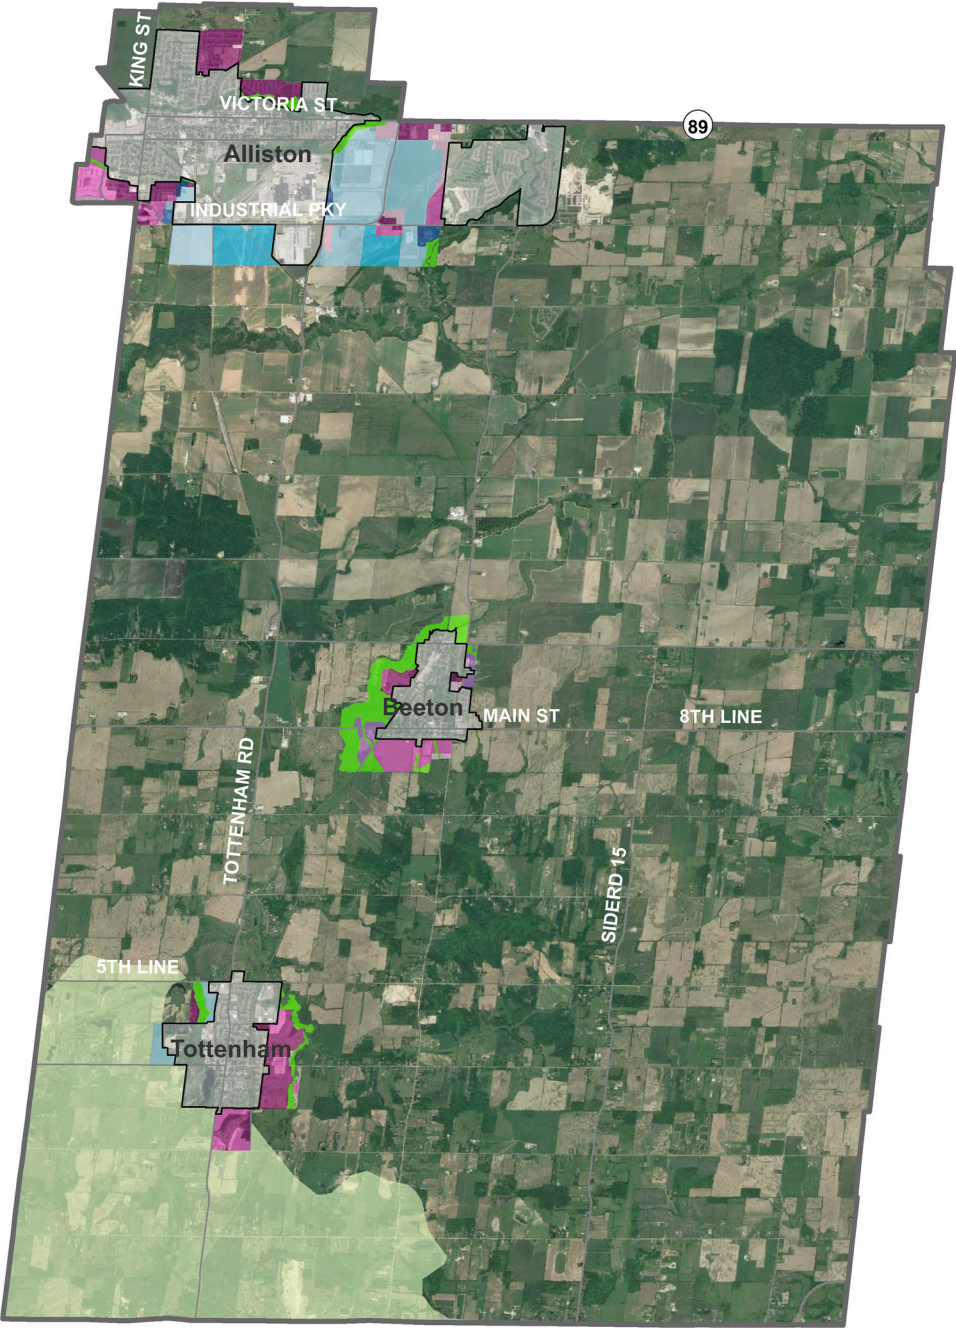 KING ST
VICTORIA ST
89
Alliston
INDUSTRIAL PKY
Beeton
MAIN ST
8TH LINE
TOTTENHAM RD
SIDERD 15
5TH LINE
Tottenham